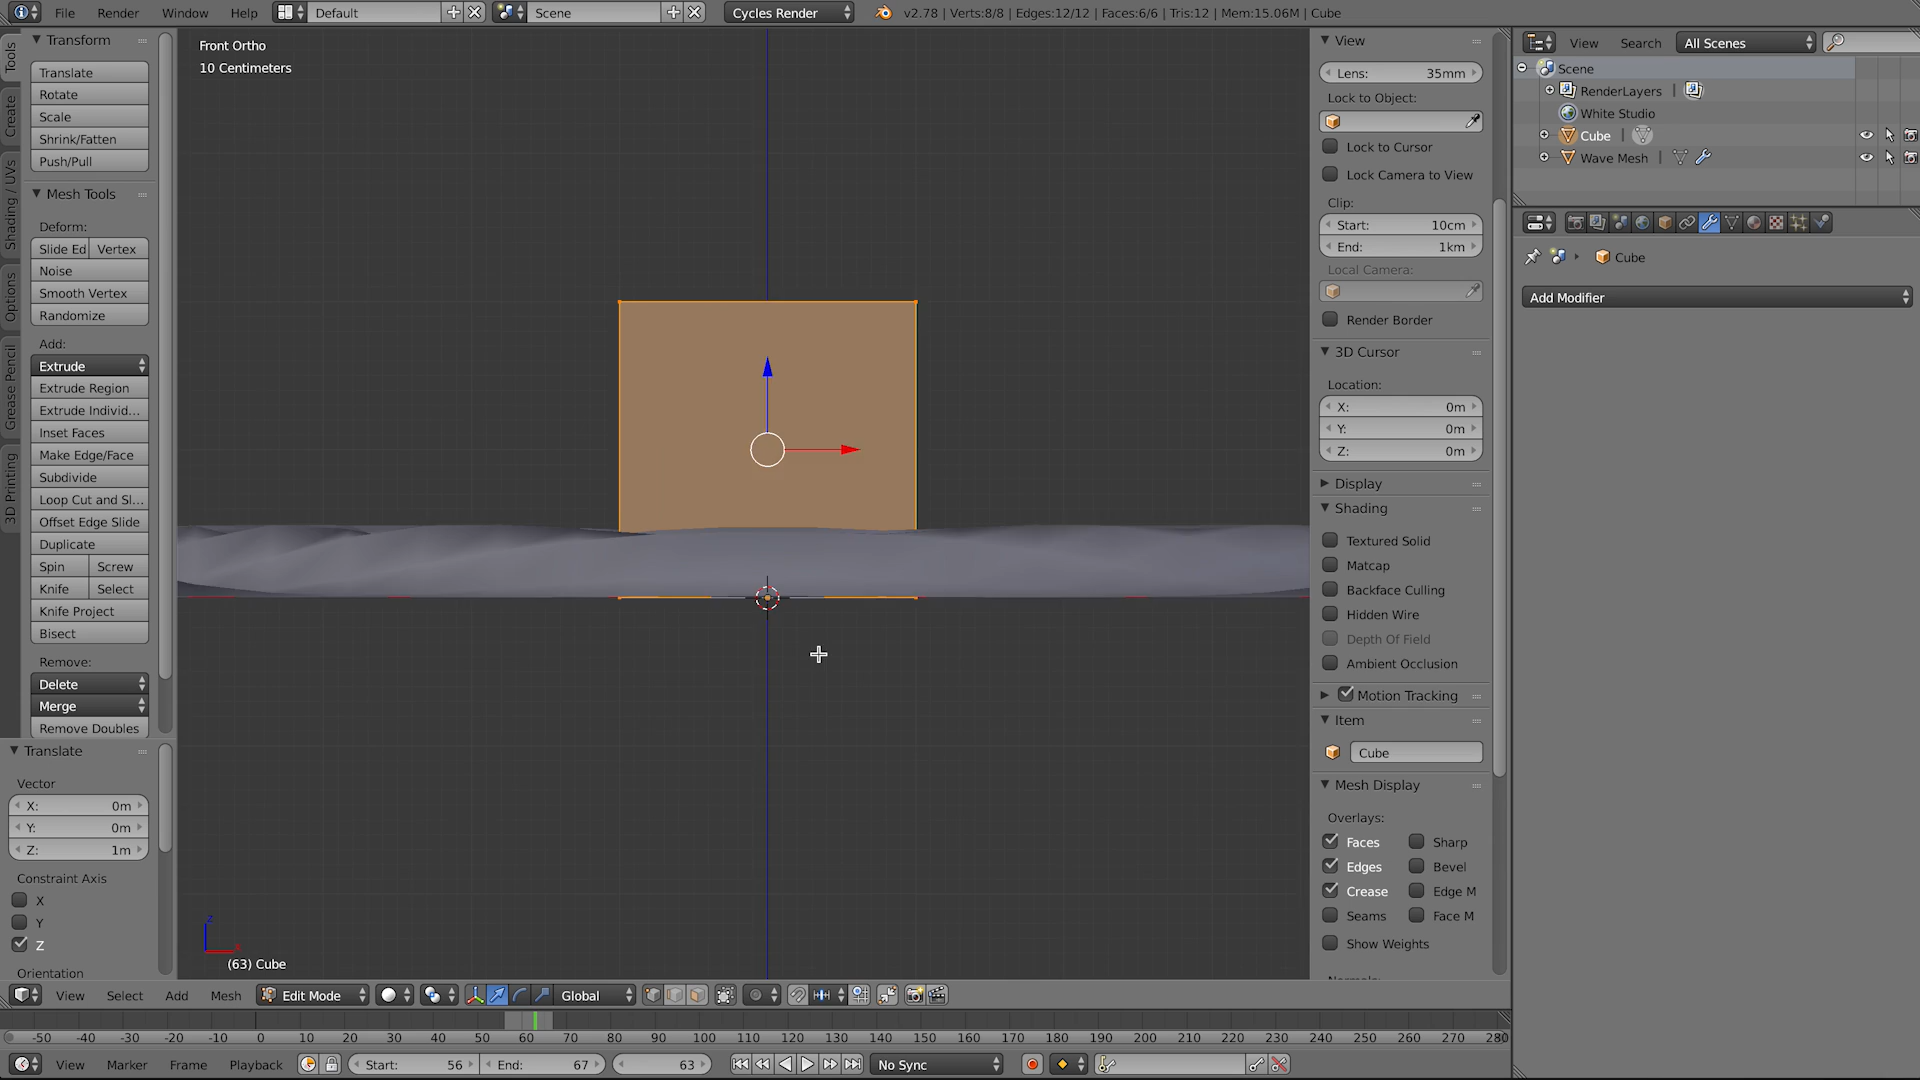 File Render Window Help Default Scene Cycles Render v2.78 | Verts:8/8 | Edges:12/12 | Faces:6/6 | Tris:12 | Mem:15.06M | Cube
Tools
Create
Shading / UVs
Options
Grease Pencil
3D Printing
Transform
Translate
Rotate
Scale
Shrink/Fatten
Push/Pull
Mesh Tools
Deform:
Slide Ed Vertex
Noise
Smooth Vertex
Randomize
Add:
Extrude
Extrude Region
Extrude Individ...
Inset Faces
Make Edge/Face
Subdivide
Loop Cut and Sl...
Offset Edge Slide
Duplicate
Spin Screw
Knife Select
Knife Project
Bisect
Remove:
Delete
Merge
Remove Doubles
Translate
Vector
X: 0m
Y: 0m
Z: 1m
Constraint Axis
X
Y
Z
Orientation
Front Ortho
10 Centimeters
z
x
(63) Cube
View
Lens: 35mm
Lock to Object:
Lock to Cursor
Lock Camera to View
Clip:
Start: 10cm
End: 1km
Local Camera:
Render Border
3D Cursor
Location:
X: 0m
Y: 0m
Z: 0m
Display
Shading
Textured Solid
Matcap
Backface Culling
Hidden Wire
Depth Of Field
Ambient Occlusion
Motion Tracking
Item
Cube
Mesh Display
Overlays:
Faces Sharp
Edges Bevel
Crease Edge M
Seams Face M
Show Weights
View Search All Scenes
Scene
RenderLayers |
White Studio
Cube |
Wave Mesh |
Cube
Add Modifier
View Select Add Mesh Edit Mode Global
-50 -40 -30 -20 -10 0 10 20 30 40 50 60 70 80 90 100 110 120 130 140 150 160 170 180 190 200 210 220 230 240 250 260 270 280
View Marker Frame Playback Start: 56 End: 67 63 No Sync